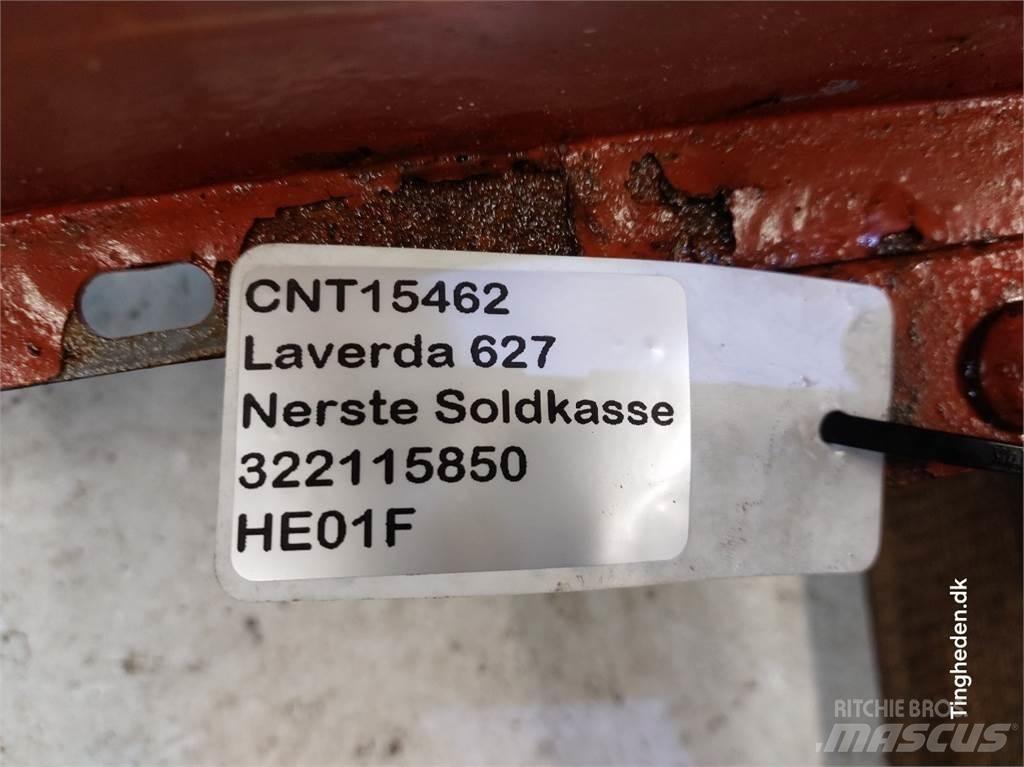 CNT15462
Laverda 627
Nerste Soldkasse
322115850
HE01F
Tingheden.dk
RITCHIE BROS
MASCUS